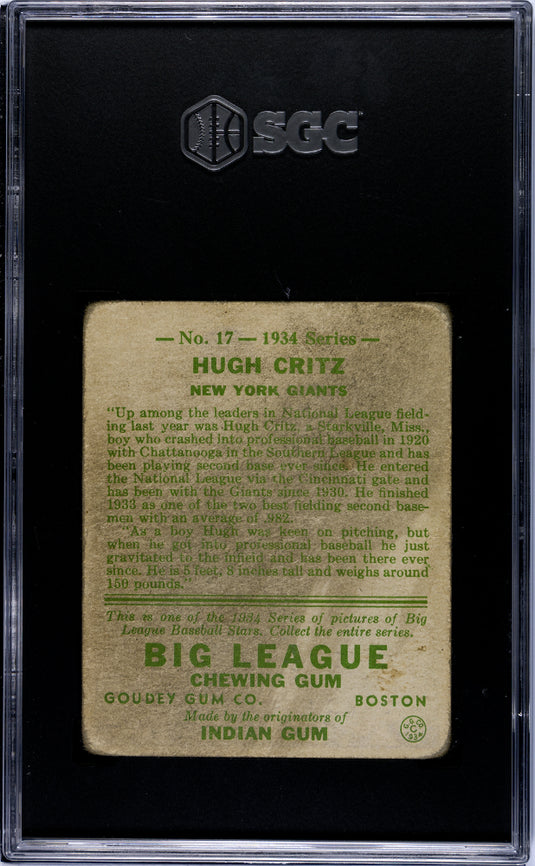 SGC
— No. 17 — 1934 Series —
HUGH CRITZ
NEW YORK GIANTS
"Up among the leaders in National League field-
ing last year was Hugh Critz, a Starkville, Miss.,
boy who crashed into professional baseball in 1920
with Chattanooga in the Southern League and has
been playing second base ever since. He entered
the National League via the Cincinnati gate and
has been with the Giants since 1930. He finished
1933 as one of the two best fielding second base-
men with an average of .982.
"As a boy Hugh was keen on pitching, but
when he got into professional baseball he just
gravitated to the infield and has been there ever
since. He is 5 feet, 8 inches tall and weighs around
150 pounds."
This is one of the 1934 Series of pictures of Big
League Baseball Stars. Collect the entire series.
BIG LEAGUE
CHEWING GUM
GOUDEY GUM CO. BOSTON
Made by the originators of
INDIAN GUM
G.G.CO.
C
1934